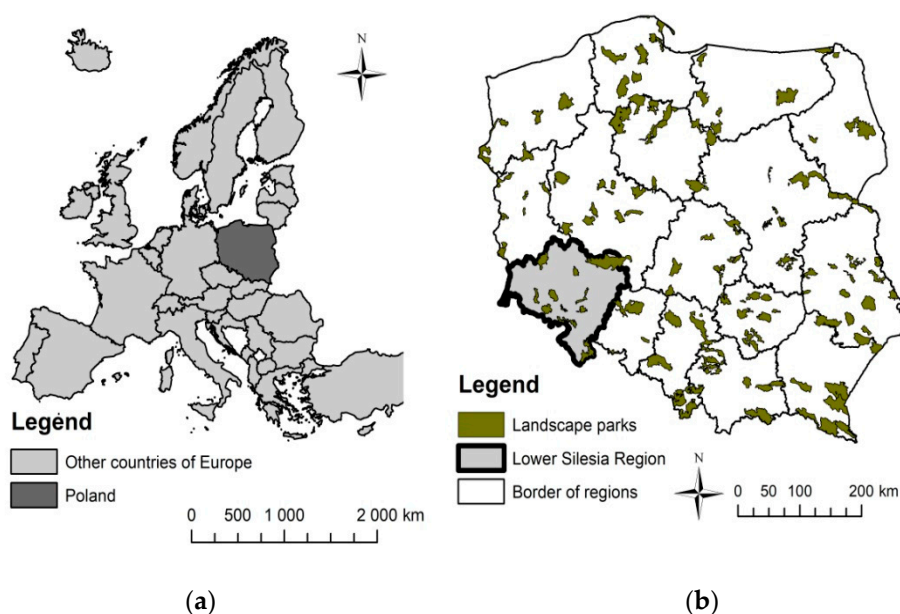 N
Legend
Other countries of Europe
Poland
0 500 1 000 2 000 km
(a)
Legend
Landscape parks
Lower Silesia Region
Border of regions
N
0 50 100 200 km
(b)